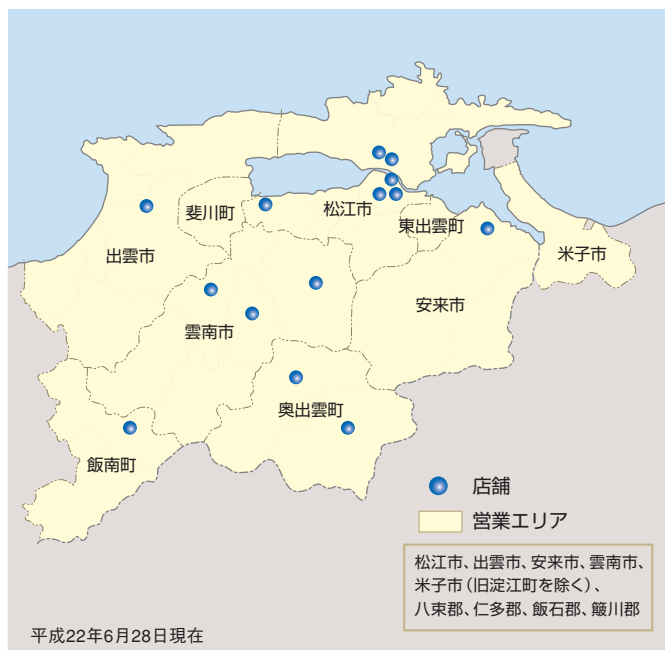 斐川町
松江市
東出雲町
出雲市
米子市
安来市
雲南市
奥出雲町
飯南町
店舗
営業エリア
松江市、出雲市、安来市、雲南市、
米子市（旧淀江町を除く）、
八束郡、仁多郡、飯石郡、簸川郡
平成22年6月28日現在